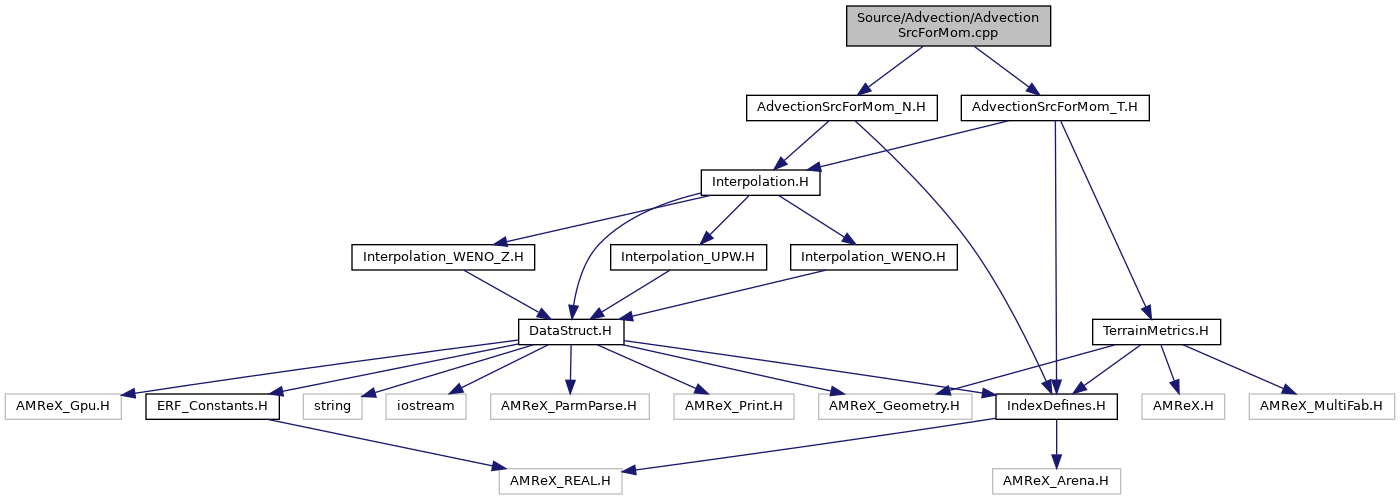 Source/Advection/Advection
SrcForMom.cpp
AdvectionSrcForMom_N.H
AdvectionSrcForMom_T.H
Interpolation.H
Interpolation_WENO_Z.H
Interpolation_UPW.H
Interpolation_WENO.H
DataStruct.H
TerrainMetrics.H
AMReX_Gpu.H
ERF_Constants.H
string
iostream
AMReX_ParmParse.H
AMReX_Print.H
AMReX_Geometry.H
IndexDefines.H
AMReX.H
AMReX_MultiFab.H
AMReX_REAL.H
AMReX_Arena.H